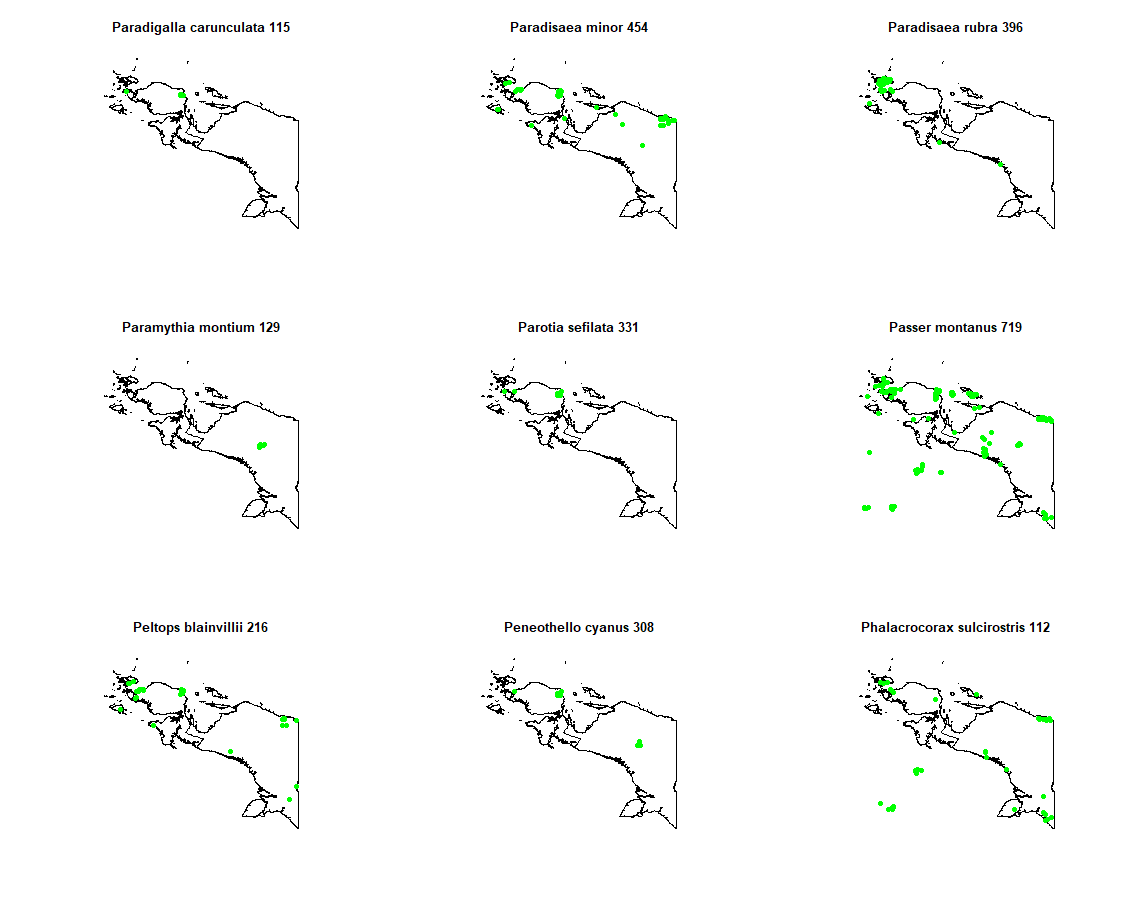 Paradigalla carunculata 115
Paradisaea minor 454
Paradisaea rubra 396
Paramythia montium 129
Parotia sefilata 331
Passer montanus 719
Peltops blainvillii 216
Peneothello cyanus 308
Phalacrocorax sulcirostris 112